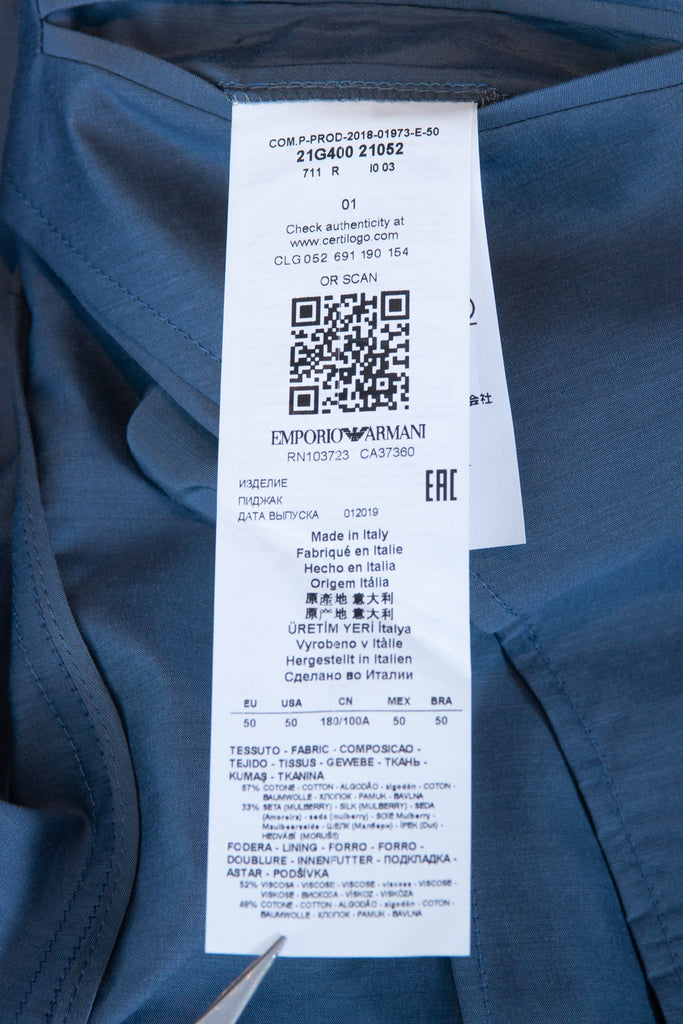 COM.P-PROD-2018-01973-E-50
21G400 21052
711 R I0 03
01
Check authenticity at
www.certilogo.com
CLG 052 691 190 154
OR SCAN
EMPORIO ARMANI
RN103723 CA37360
ИЗДЕЛИЕ
ПИДЖАК
ДАТА ВЫПУСКА 012019
EAC
Made in Italy
Fabriqué en Italie
Hecho en Italia
Origem Itália
原產地 意大利
原产地 意大利
ÜRETİM YERİ İtalya
Vyrobeno v Itálie
Hergestellt in Italien
Сделано во Италии
EU USA CN MEX BRA
50 50 180/100A 50 50
TESSUTO - FABRIC - COMPOSICAO -
TEJIDO - TISSUS - GEWEBE - ТКАНЬ -
KUMAŞ - TKANINA
57% COTONE - COTTON - ALGODÃO - algodón - COTON -
BAUMWOLLE - ХЛОПОК - PAMUK - BAVLNA
33% SETA (MULBERRY) - SILK (MULBERRY) - SEDA
(Amoreira) - seda (mulberry) - SOIE Mulberry -
Maulbeerseide - ШЕЛК (Малбери) - İPEK (Dut) -
HEDVÁBÍ (MORUŠE)
FODERA - LINING - FORRO - FORRO -
DOUBLURE - INNENFUTTER - ПОДКЛАДКА -
ASTAR - PODŠÍVKA
52% VISCOSA - VISCOSE - VISCOSE - viscosa - VISCOSE -
VISKOSE - ВИСКОЗА - VİSKOZ - VISKÓZA
48% COTONE - COTTON - ALGODÃO - algodón - COTON -
BAUMWOLLE - ХЛОПОК - PAMUK - BAVLNA
会社